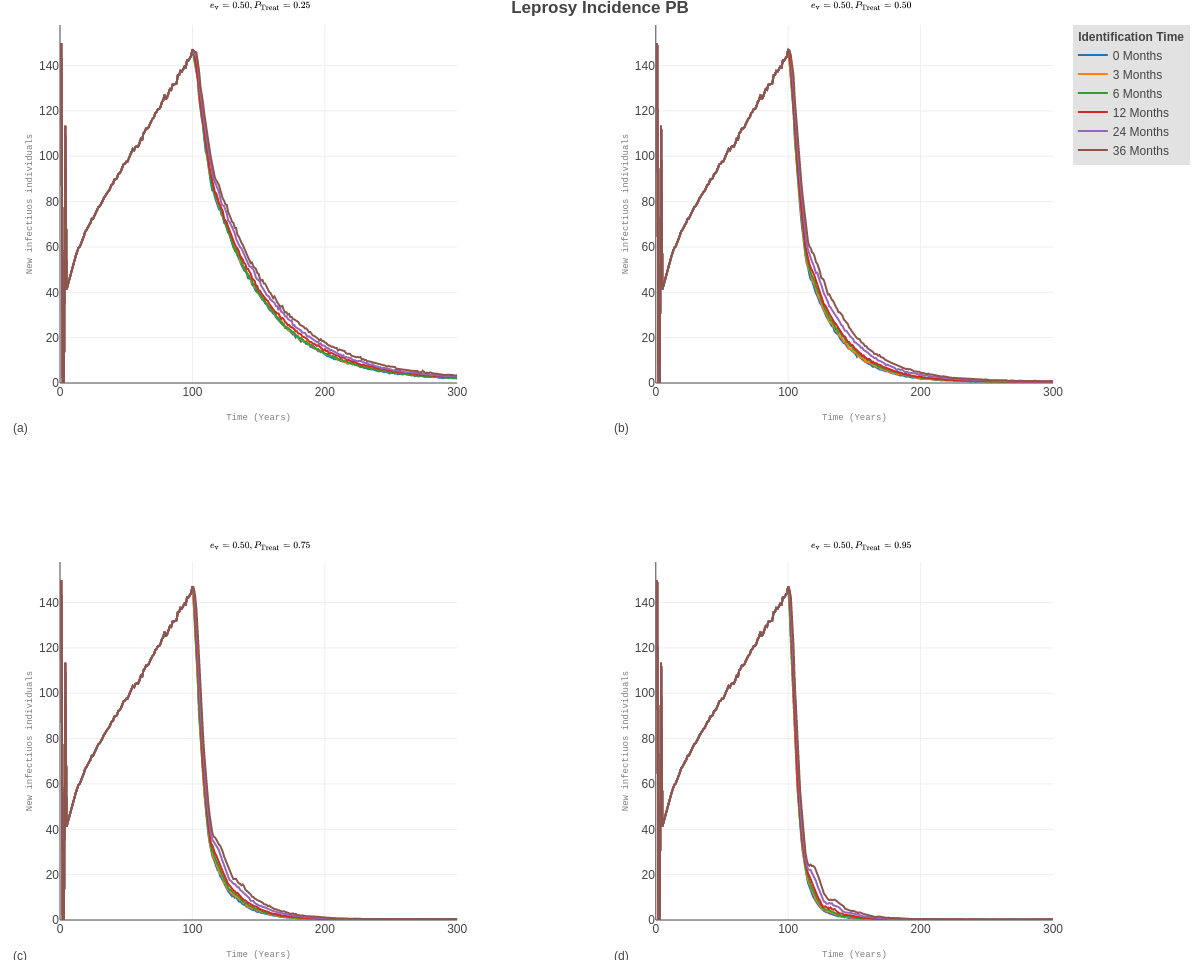 Leprosy Incidence PB
e_v = 0.50, P_Treat = 0.25
140
120
100
80
60
40
20
0
0 100 200 300
New infectiuos individuals
Time (Years)
(a)
e_v = 0.50, P_Treat = 0.50
140
120
100
80
60
40
20
0
0 100 200 300
New infectiuos individuals
Time (Years)
(b)
Identification Time
0 Months
3 Months
6 Months
12 Months
24 Months
36 Months
e_v = 0.50, P_Treat = 0.75
140
120
100
80
60
40
20
0
0 100 200 300
New infectiuos individuals
Time (Years)
(c)
e_v = 0.50, P_Treat = 0.95
140
120
100
80
60
40
20
0
0 100 200 300
New infectiuos individuals
Time (Years)
(d)